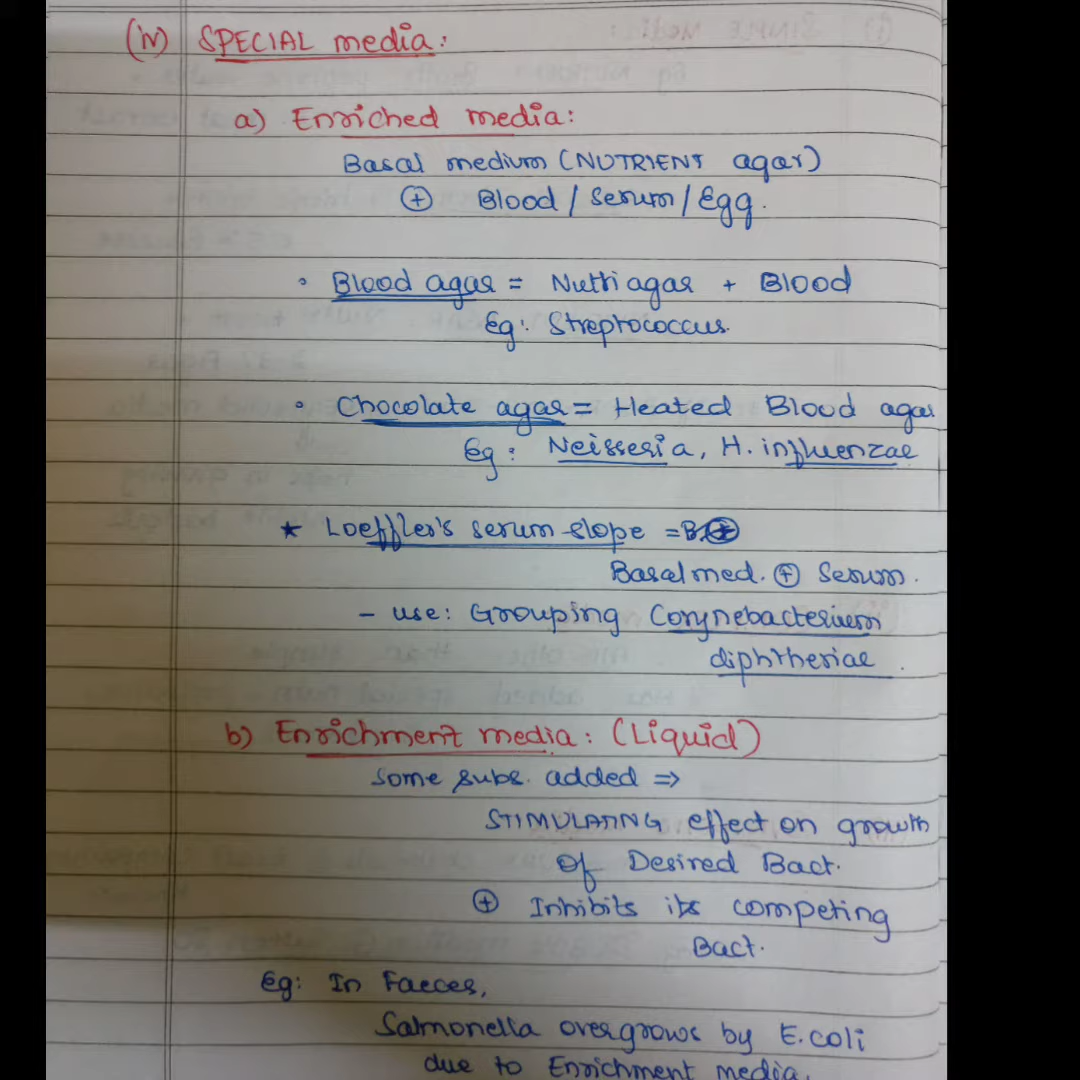 (iv) SPECIAL media:
a) Enriched media:
Basal medium (NUTRIENT agar)
⊕ Blood / Serum / Egg.
• Blood agar = Nutri agar + Blood
Eg: Streptococcus.
• Chocolate agar = Heated Blood agar
Eg: Neisseria, H. influenzae
★ Loeffler's serum slope =
Basal med. ⊕ Serum.
- use: Grouping Corynebacterium
diphtheriae.
b) Enrichment media: (Liquid)
Some subs. added ⇒
STIMULATING effect on growth
Of Desired Bact.
⊕ Inhibits its competing
Bact.
Eg: In Faeces,
Salmonella overgrows by E.coli
due to Enrichment media.